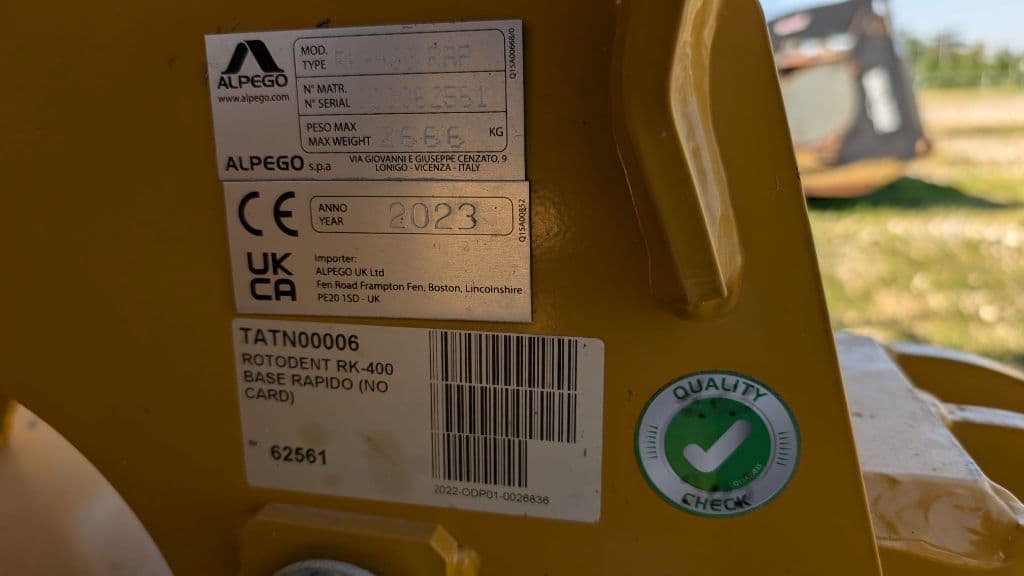 ALPEGO
www.alpego.com
MOD.
TYPE
N° MATR.
N° SERIAL
PESO MAX
MAX WEIGHT
KG
ALPEGO s.p.a
VIA GIOVANNI E GIUSEPPE CENZATO, 9
LONIGO - VICENZA - ITALY
Q15A00668/0
CE
ANNO
YEAR
2023
Q15A00852
UK
CA
Importer:
ALPEGO UK Ltd
Fen Road Frampton Fen, Boston, Lincolnshire
PE20 1SD - UK
TATN00006
ROTODENT RK-400
BASE RAPIDO (NO
CARD)
62561
2022-ODP01-0026836
QUALITY
CHECK